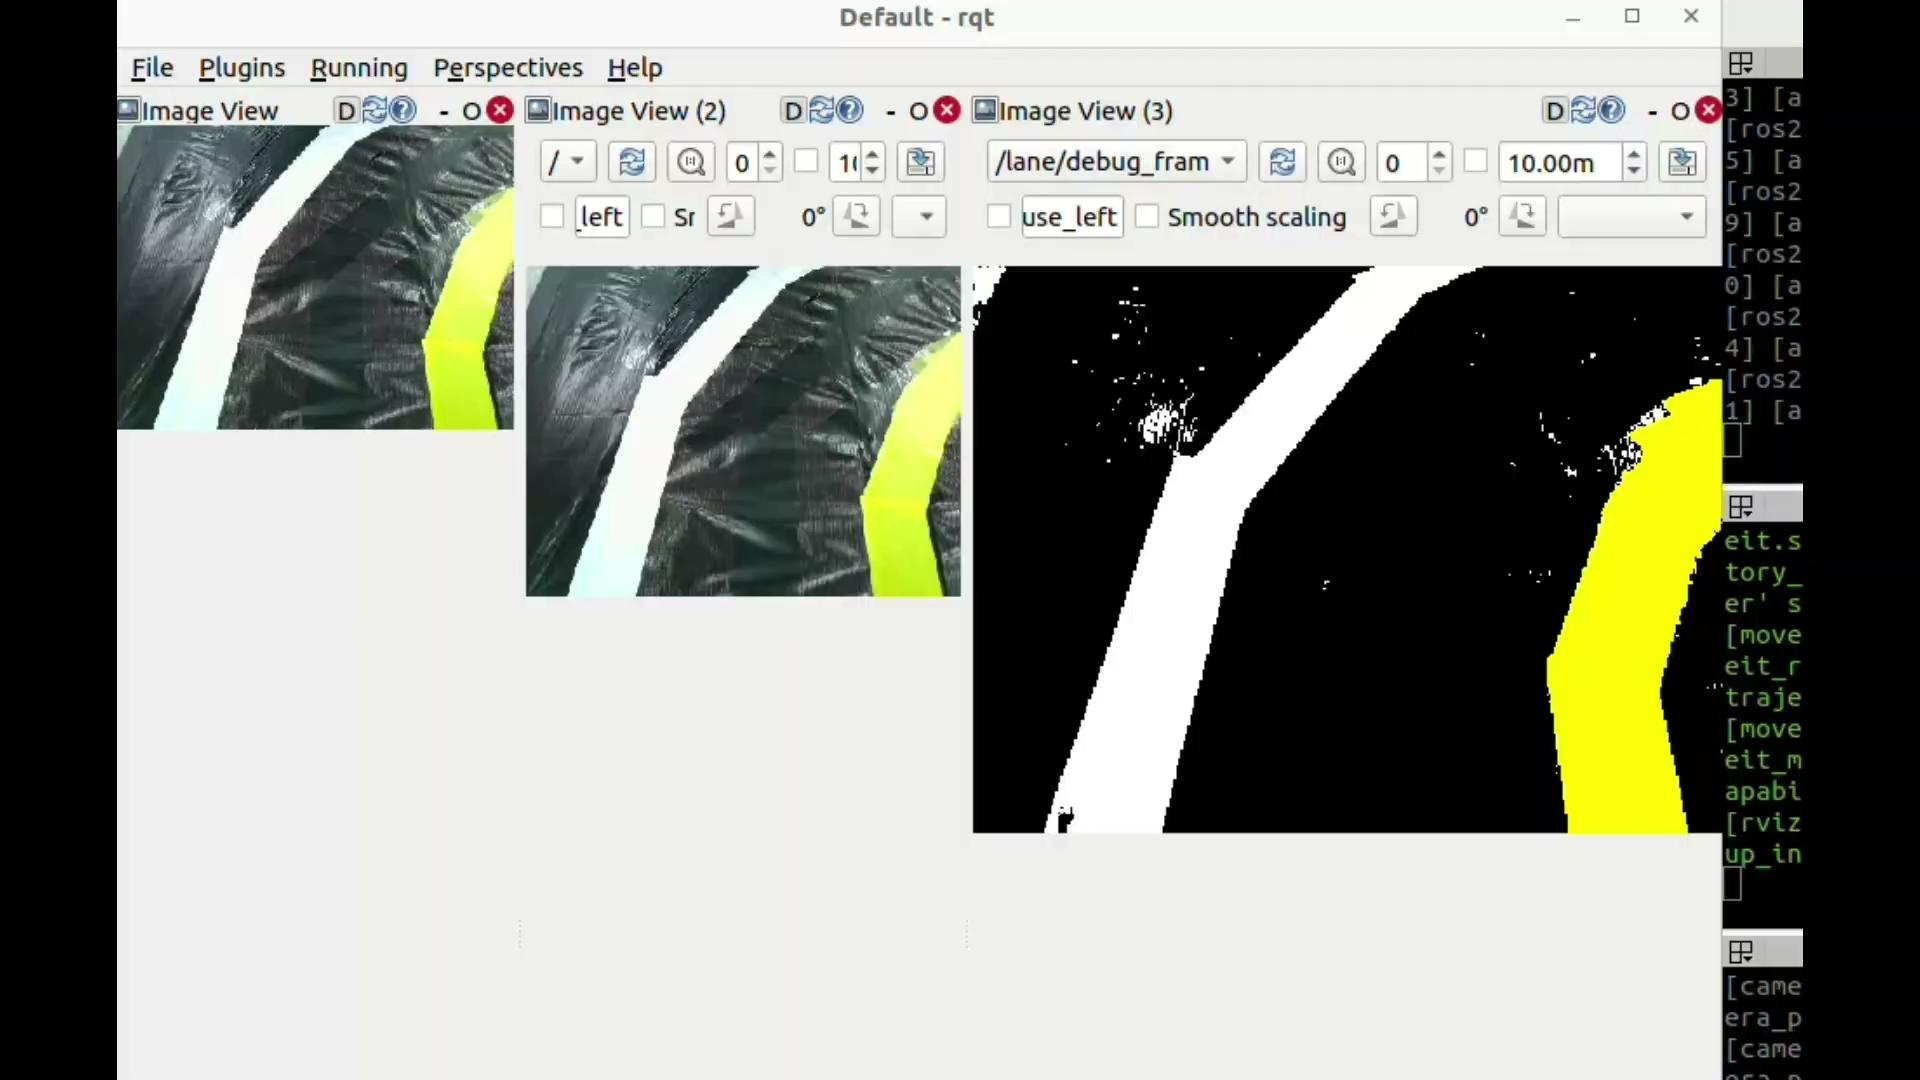 Default - rqt
File Plugins Running Perspectives Help
Image View D ? - O
Image View (2) D ? - O
Image View (3) D ? - O
/ 0 1(
/lane/debug_fram 0 10.00m
_left Sr 0°
use_left Smooth scaling 0°
3] [a
[ros2
5] [a
[ros2
9] [a
[ros2
0] [a
[ros2
4] [a
[ros2
1] [a
eit.s
tory_
er' s
[move
eit_r
traje
[move
eit_m
apabi
[rviz
up_in
[came
era_p
[came